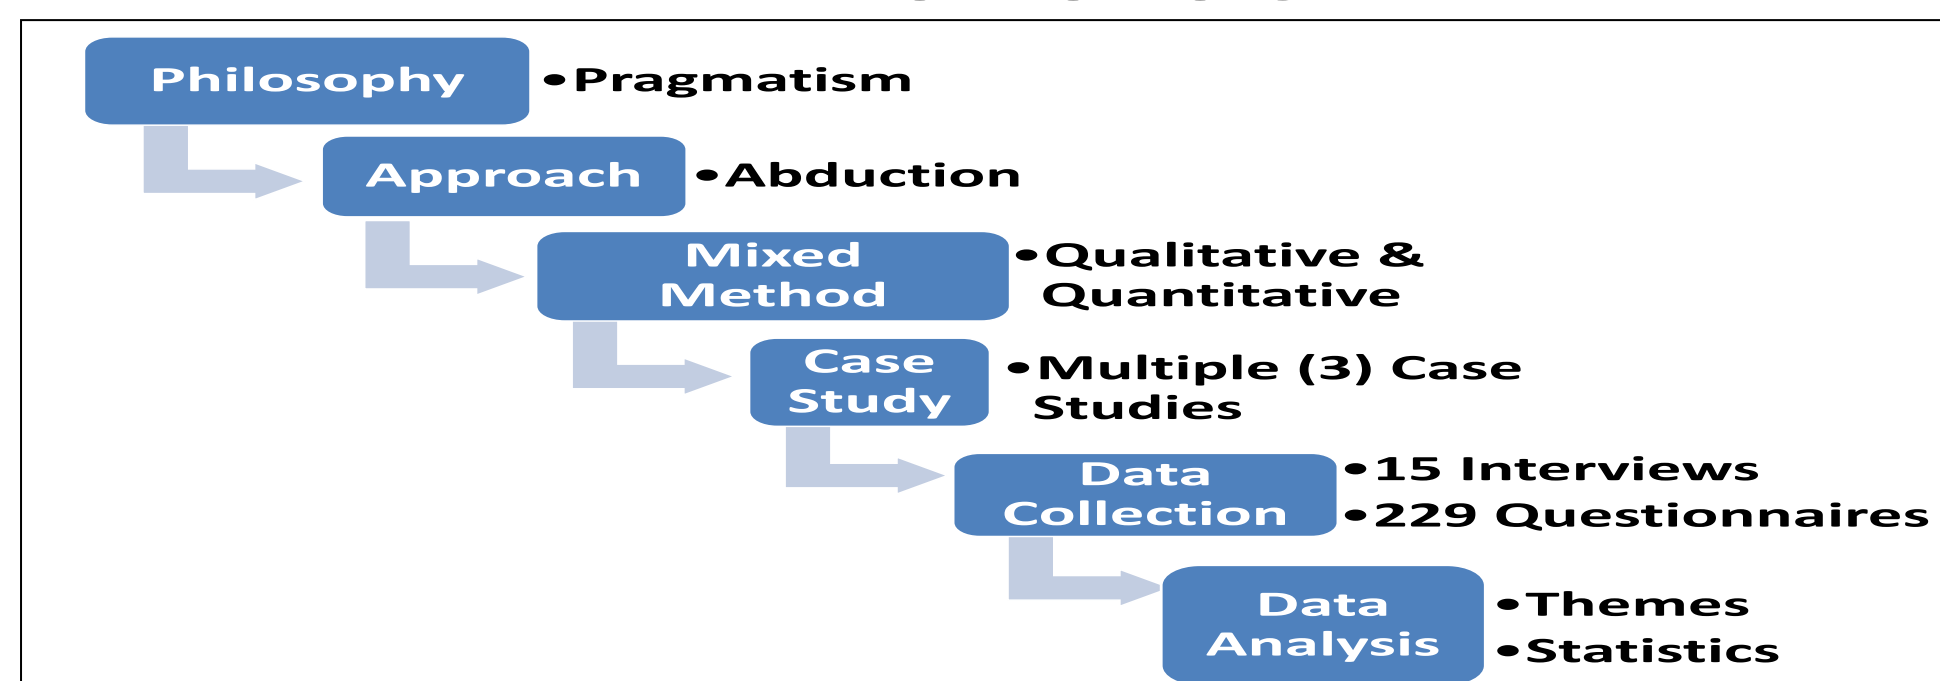 Philosophy
•Pragmatism
Approach
•Abduction
Mixed
Method
•Qualitative &
Quantitative
Case
Study
•Multiple (3) Case
Studies
Data
Collection
•15 Interviews
•229 Questionnaires
Data
Analysis
•Themes
•Statistics